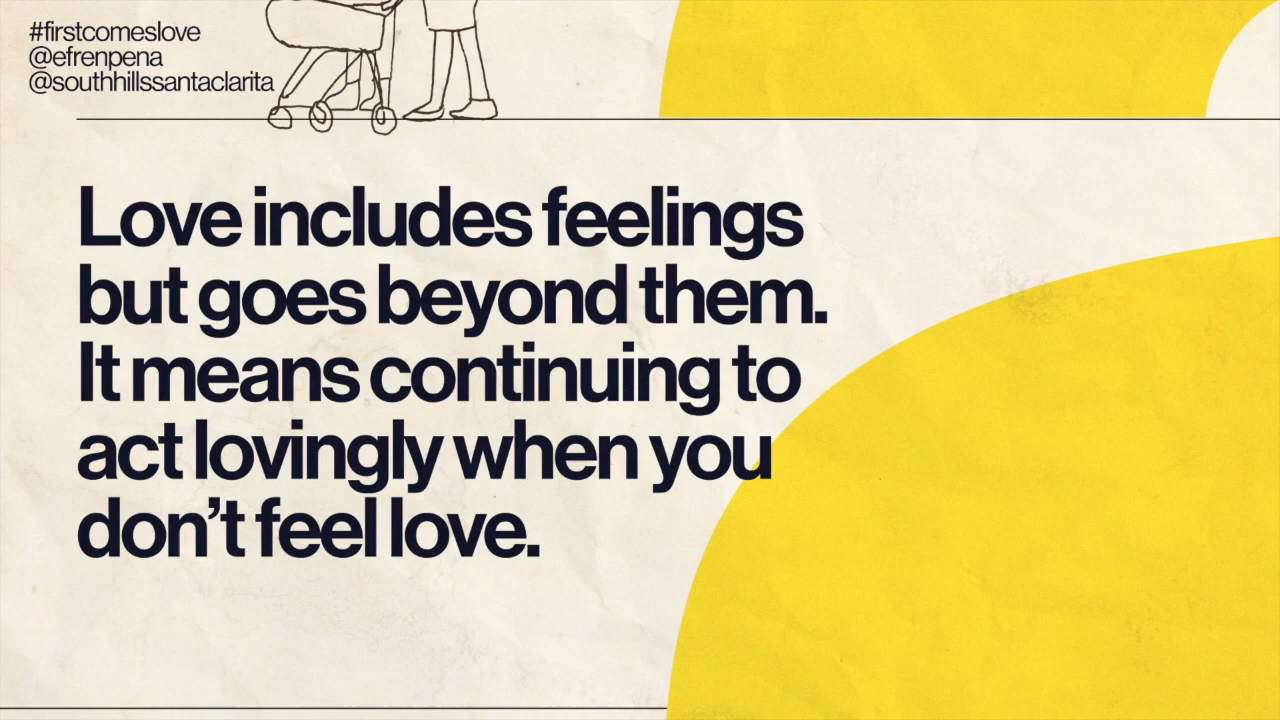 #firstcomeslove
@efrenpena
@southhillssantaclarita
Love includes feelings
but goes beyond them.
It means continuing to
act lovingly when you
don’t feel love.